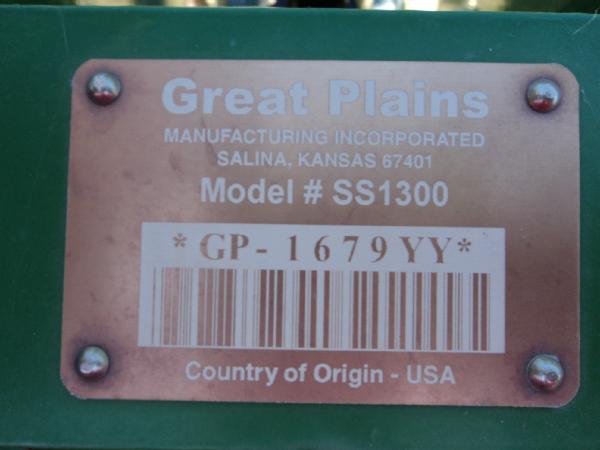 Great Plains
MANUFACTURING INCORPORATED
SALINA, KANSAS 67401
Model # SS1300
*GP-1679YY*
Country of Origin - USA